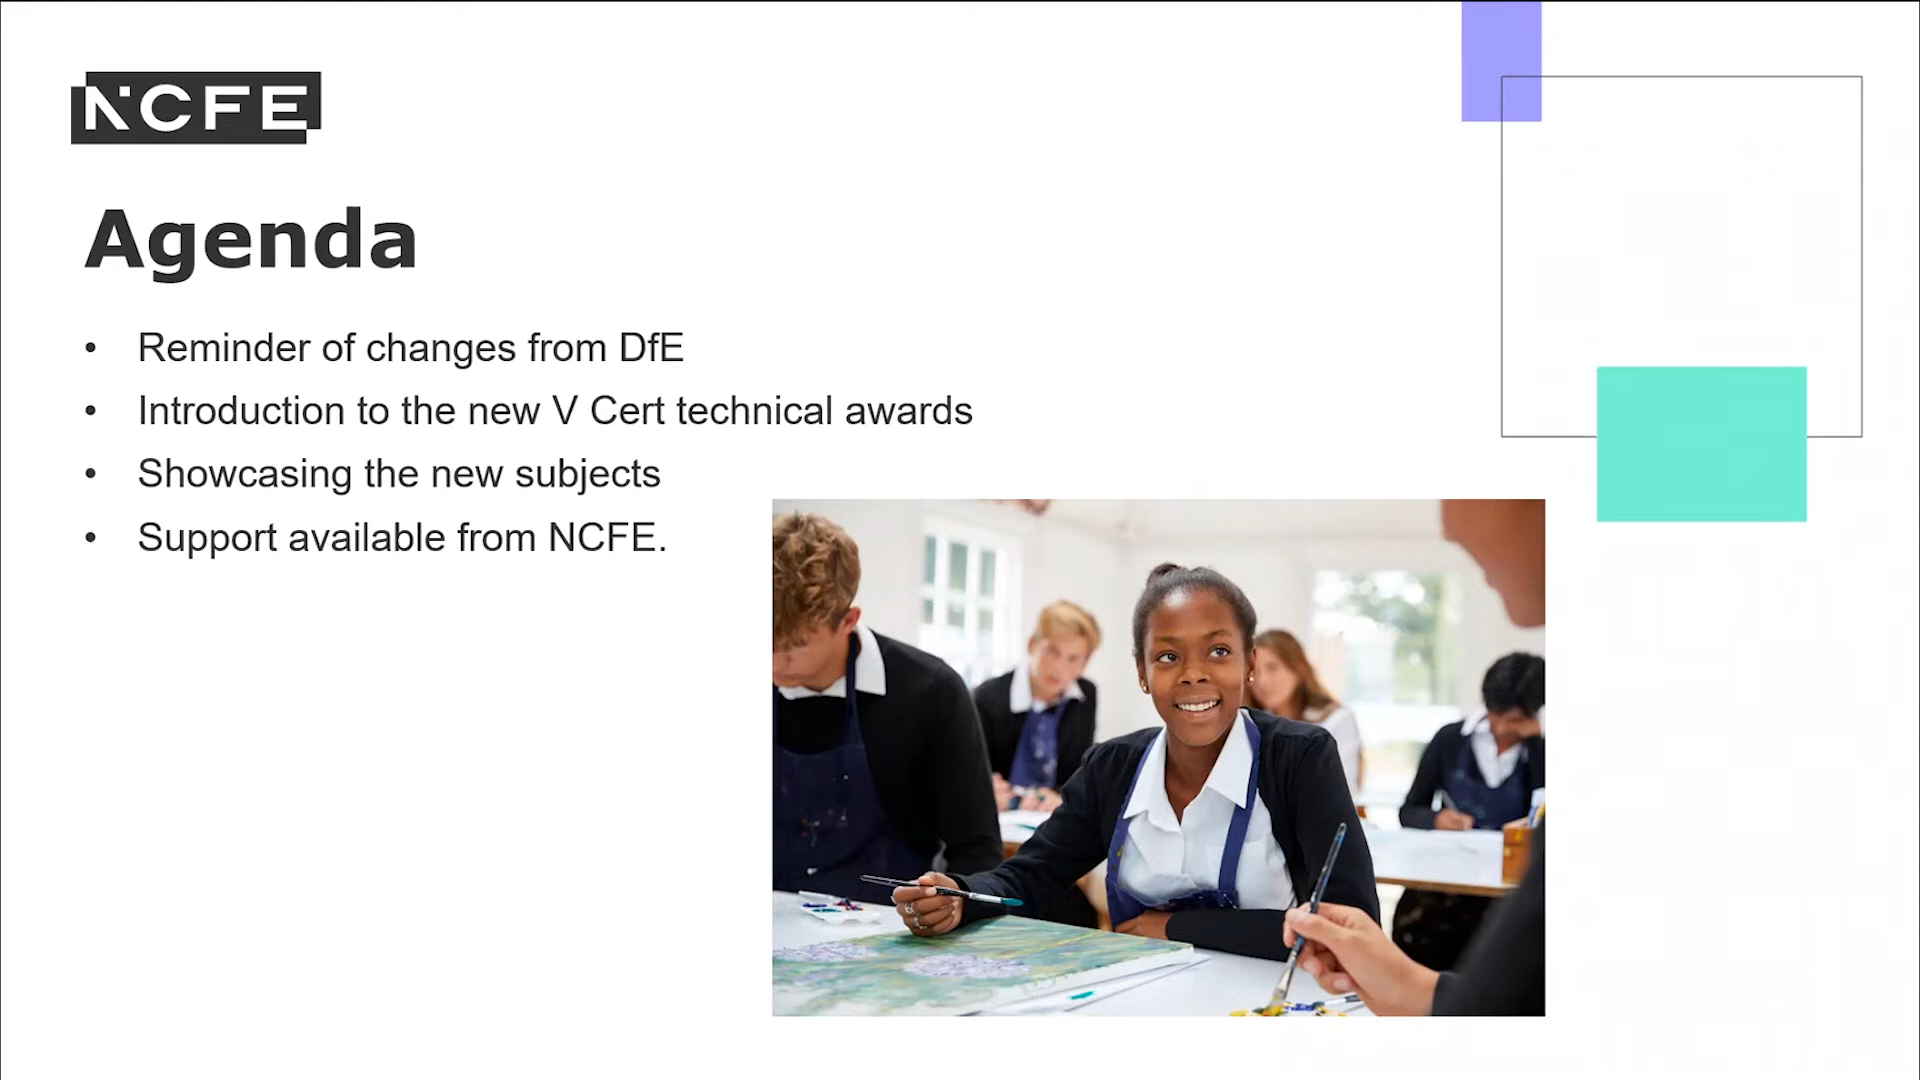 NCFE
Agenda
• Reminder of changes from DfE
• Introduction to the new V Cert technical awards
• Showcasing the new subjects
• Support available from NCFE.